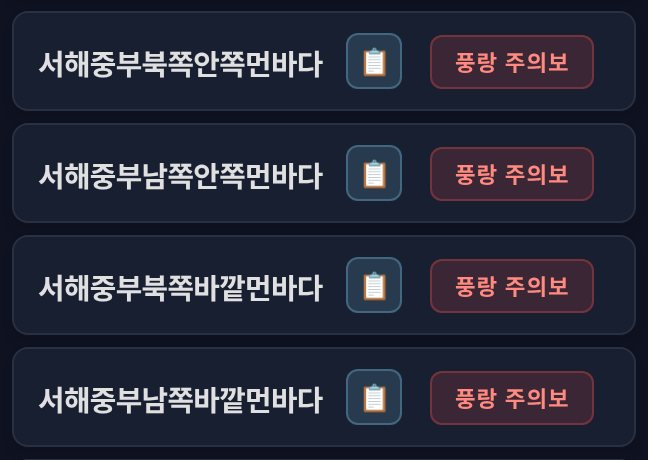 서해중부북쪽안쪽먼바다 풍랑 주의보
서해중부남쪽안쪽먼바다 풍랑 주의보
서해중부북쪽바깥먼바다 풍랑 주의보
서해중부남쪽바깥먼바다 풍랑 주의보